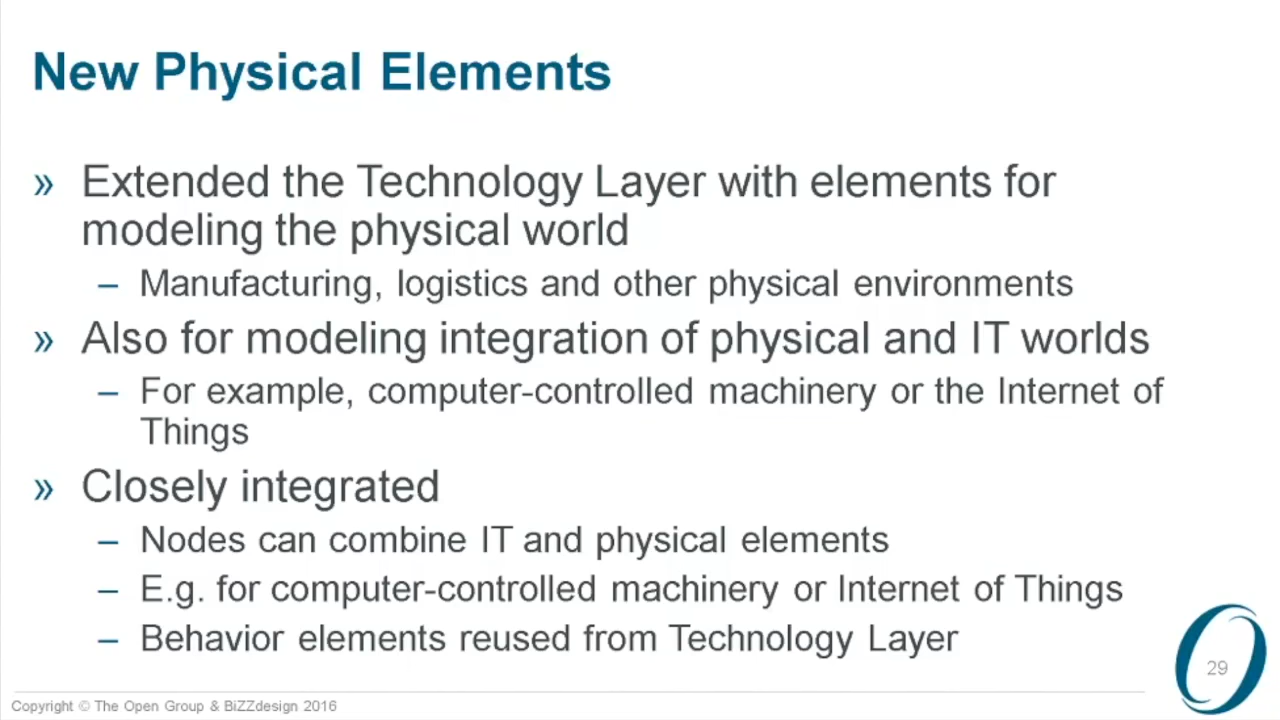 New Physical Elements
» Extended the Technology Layer with elements for
modeling the physical world
– Manufacturing, logistics and other physical environments
» Also for modeling integration of physical and IT worlds
– For example, computer-controlled machinery or the Internet of
Things
» Closely integrated
– Nodes can combine IT and physical elements
– E.g. for computer-controlled machinery or Internet of Things
– Behavior elements reused from Technology Layer
29
Copyright © The Open Group & BiZZdesign 2016